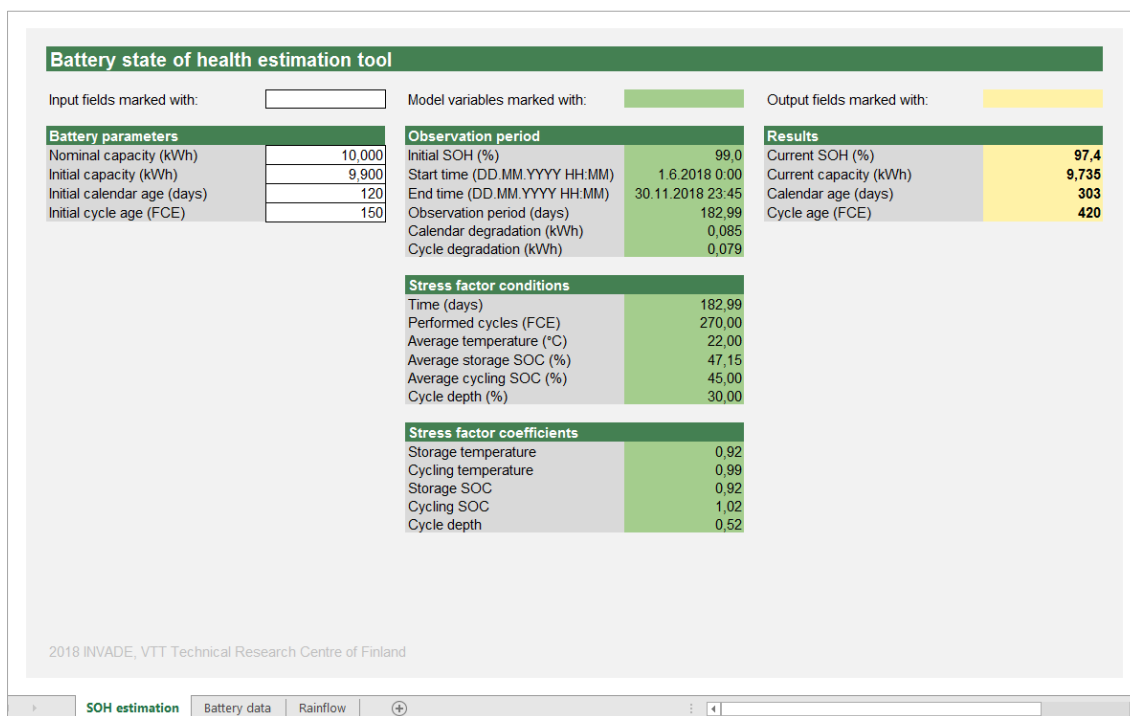 Battery state of health estimation tool
Input fields marked with:
Model variables marked with:
Output fields marked with:
Battery parameters
Nominal capacity (kWh) 10,000
Initial capacity (kWh) 9,900
Initial calendar age (days) 120
Initial cycle age (FCE) 150
Observation period
Initial SOH (%) 99,0
Start time (DD.MM.YYYY HH:MM) 1.6.2018 0:00
End time (DD.MM.YYYY HH:MM) 30.11.2018 23:45
Observation period (days) 182,99
Calendar degradation (kWh) 0,085
Cycle degradation (kWh) 0,079
Stress factor conditions
Time (days) 182,99
Performed cycles (FCE) 270,00
Average temperature (°C) 22,00
Average storage SOC (%) 47,15
Average cycling SOC (%) 45,00
Cycle depth (%) 30,00
Stress factor coefficients
Storage temperature 0,92
Cycling temperature 0,99
Storage SOC 0,92
Cycling SOC 1,02
Cycle depth 0,52
Results
Current SOH (%) 97,4
Current capacity (kWh) 9,735
Calendar age (days) 303
Cycle age (FCE) 420
2018 INVADE, VTT Technical Research Centre of Finland
SOH estimation Battery data Rainflow